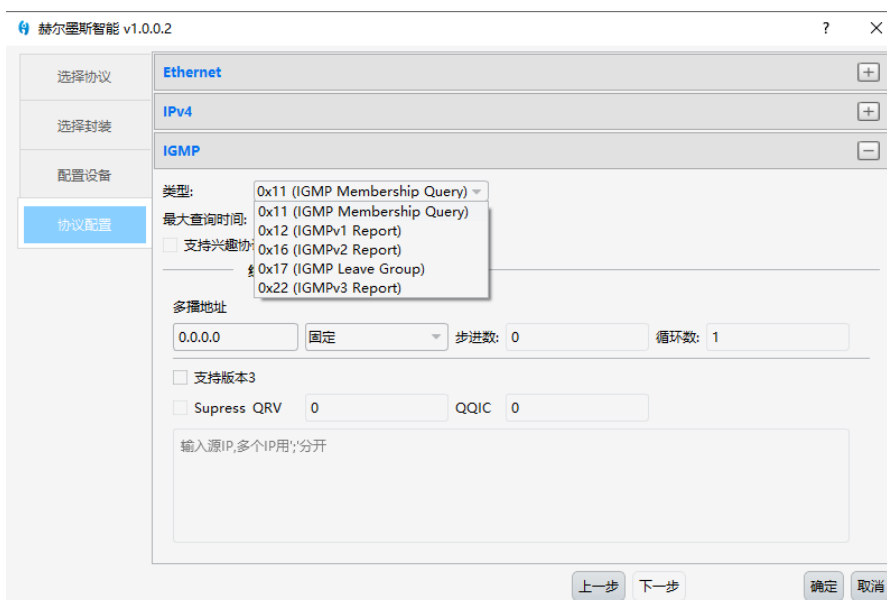 赫尔墨斯智能 v1.0.0.2
?
选择协议
选择封装
配置设备
协议配置
Ethernet
IPv4
IGMP
类型: 0x11 (IGMP Membership Query)
0x11 (IGMP Membership Query)
最大查询时间:
0x12 (IGMPv1 Report)
支持兴趣协
0x16 (IGMPv2 Report)
0x17 (IGMP Leave Group)
0x22 (IGMPv3 Report)
多播地址
0.0.0.0 固定 步进数: 0 循环数: 1
支持版本3
Supress QRV 0 QQIC 0
输入源IP,多个IP用';'分开
上一步 下一步 确定 取消